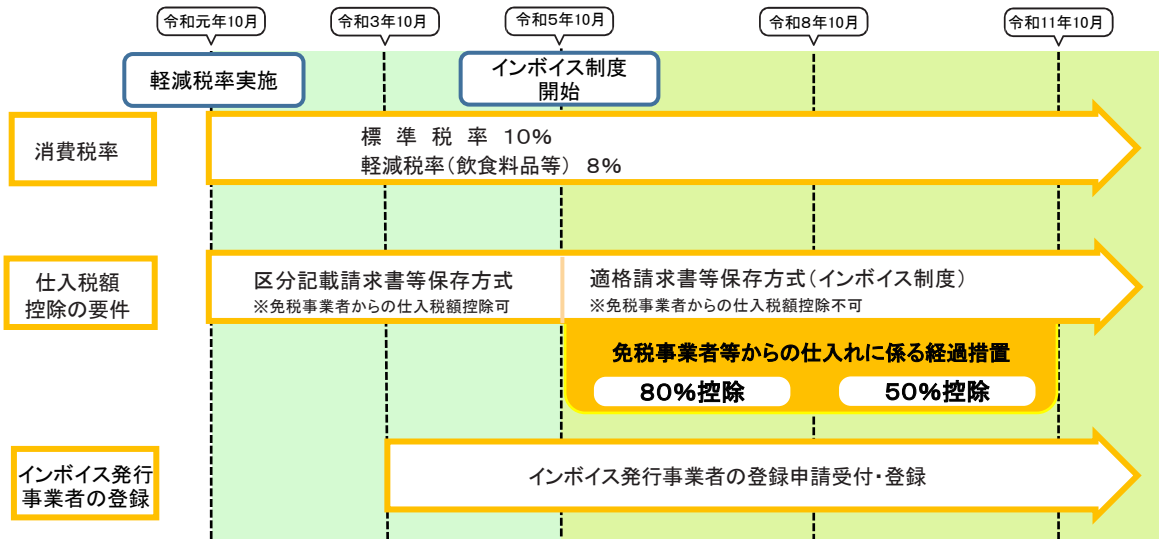 令和元年10月
令和3年10月
令和5年10月
令和8年10月
令和11年10月
軽減税率実施
インボイス制度
開始
消費税率
標準税率 10%
軽減税率(飲食料品等) 8%
仕入税額
控除の要件
区分記載請求書等保存方式
※免税事業者からの仕入税額控除可
適格請求書等保存方式(インボイス制度)
※免税事業者からの仕入税額控除不可
免税事業者等からの仕入れに係る経過措置
80%控除
50%控除
インボイス発行
事業者の登録
インボイス発行事業者の登録申請受付・登録